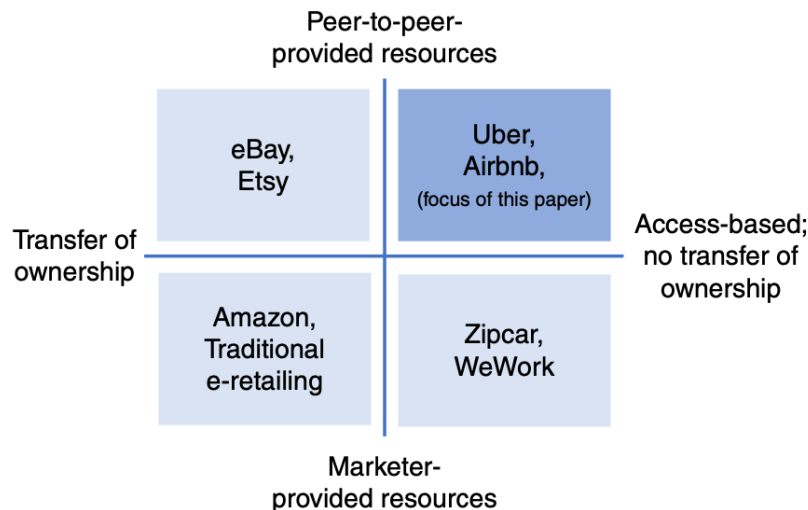 Peer-to-peer-
provided resources
eBay,
Etsy
Uber,
Airbnb,
(focus of this paper)
Transfer of
ownership
Access-based;
no transfer of
ownership
Amazon,
Traditional
e-retailing
Zipcar,
WeWork
Marketer-
provided resources